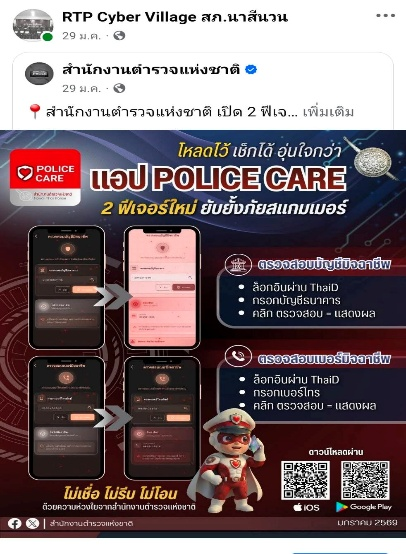 RTP Cyber Village สภ.นาสีนวน
29 ม.ค.
สำนักงานตำรวจแห่งชาติ
29 ม.ค.
📍สำนักงานตำรวจแห่งชาติ เปิด 2 ฟีเจ... เพิ่มเติม
POLICE CARE
โหลดไว้ เช็กได้ อุ่นใจกว่า
แอป POLICE CARE
2 ฟีเจอร์ใหม่ ยับยั้งภัยสแกมเมอร์
ตรวจสอบบัญชีมิจฉาชีพ
• ล็อกอินผ่าน ThaiD
• กรอกบัญชีธนาคาร
• คลิก ตรวจสอบ - แสดงผล
ตรวจสอบเบอร์มิจฉาชีพ
• ล็อกอินผ่าน ThaiD
• กรอกเบอร์โทร
• คลิก ตรวจสอบ - แสดงผล
ดาวน์โหลดผ่าน
iOS
Google Play
ไม่เชื่อ ไม่รีบ ไม่โอน
ด้วยความห่วงใยจากสำนักงานตำรวจแห่งชาติ
สำนักงานตำรวจแห่งชาติ
มกราคม 2569